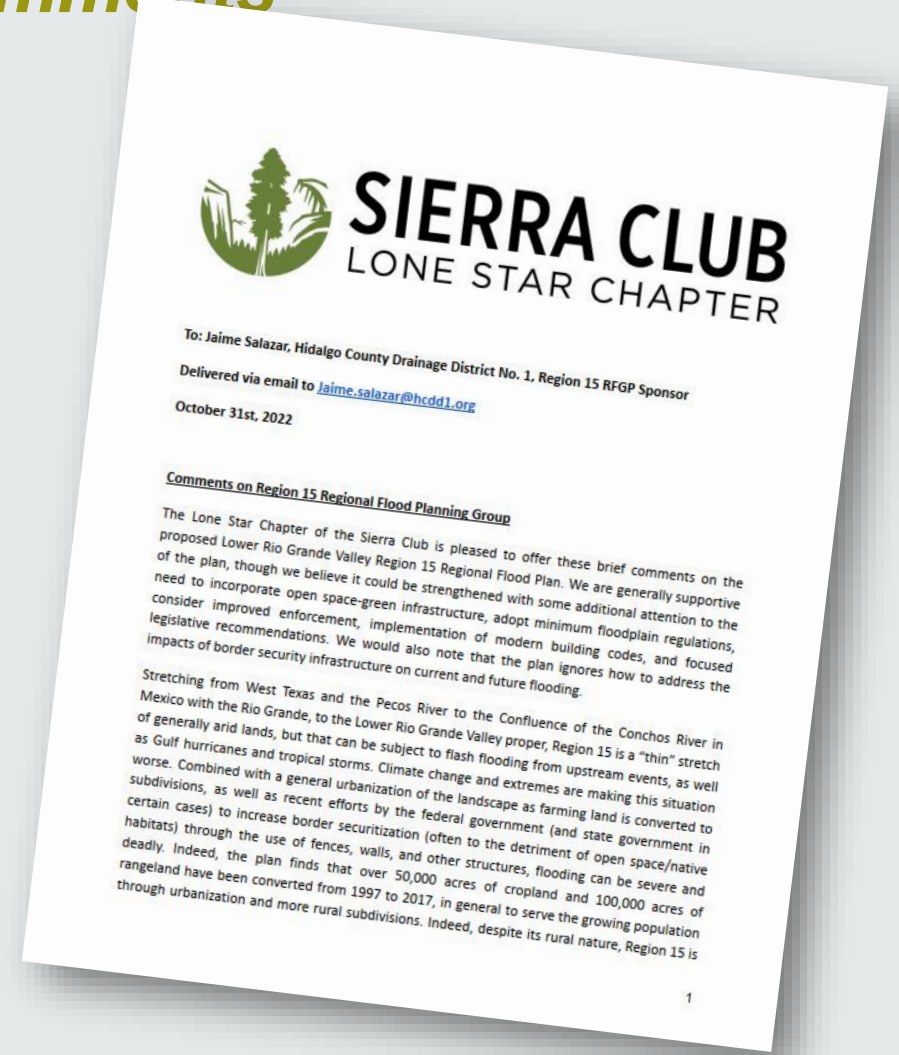 SIERRA CLUB
LONE STAR CHAPTER
To: Jaime Salazar, Hidalgo County Drainage District No. 1, Region 15 RFGP Sponsor
Delivered via email to Jaime.salazar@hcdd1.org
October 31st, 2022
Comments on Region 15 Regional Flood Planning Group
The Lone Star Chapter of the Sierra Club is pleased to offer these brief comments on the
proposed Lower Rio Grande Valley Region 15 Regional Flood Plan. We are generally supportive
of the plan, though we believe it could be strengthened with some additional attention to the
need to incorporate open space-green infrastructure, adopt minimum floodplain regulations,
consider improved enforcement, implementation of modern building codes, and focused
legislative recommendations. We would also note that the plan ignores how to address the
impacts of border security infrastructure on current and future flooding.
Stretching from West Texas and the Pecos River to the Confluence of the Conchos River in
Mexico with the Rio Grande, to the Lower Rio Grande Valley proper, Region 15 is a “thin” stretch
of generally arid lands, but that can be subject to flash flooding from upstream events, as well
as Gulf hurricanes and tropical storms. Climate change and extremes are making this situation
worse. Combined with a general urbanization of the landscape as farming land is converted to
subdivisions, as well as recent efforts by the federal government (and state government in
certain cases) to increase border securitization (often to the detriment of open space/native
habitats) through the use of fences, walls, and other structures, flooding can be severe and
deadly. Indeed, the plan finds that over 50,000 acres of cropland and 100,000 acres of
rangeland have been converted from 1997 to 2017, in general to serve the growing population
through urbanization and more rural subdivisions. Indeed, despite its rural nature, Region 15 is
1